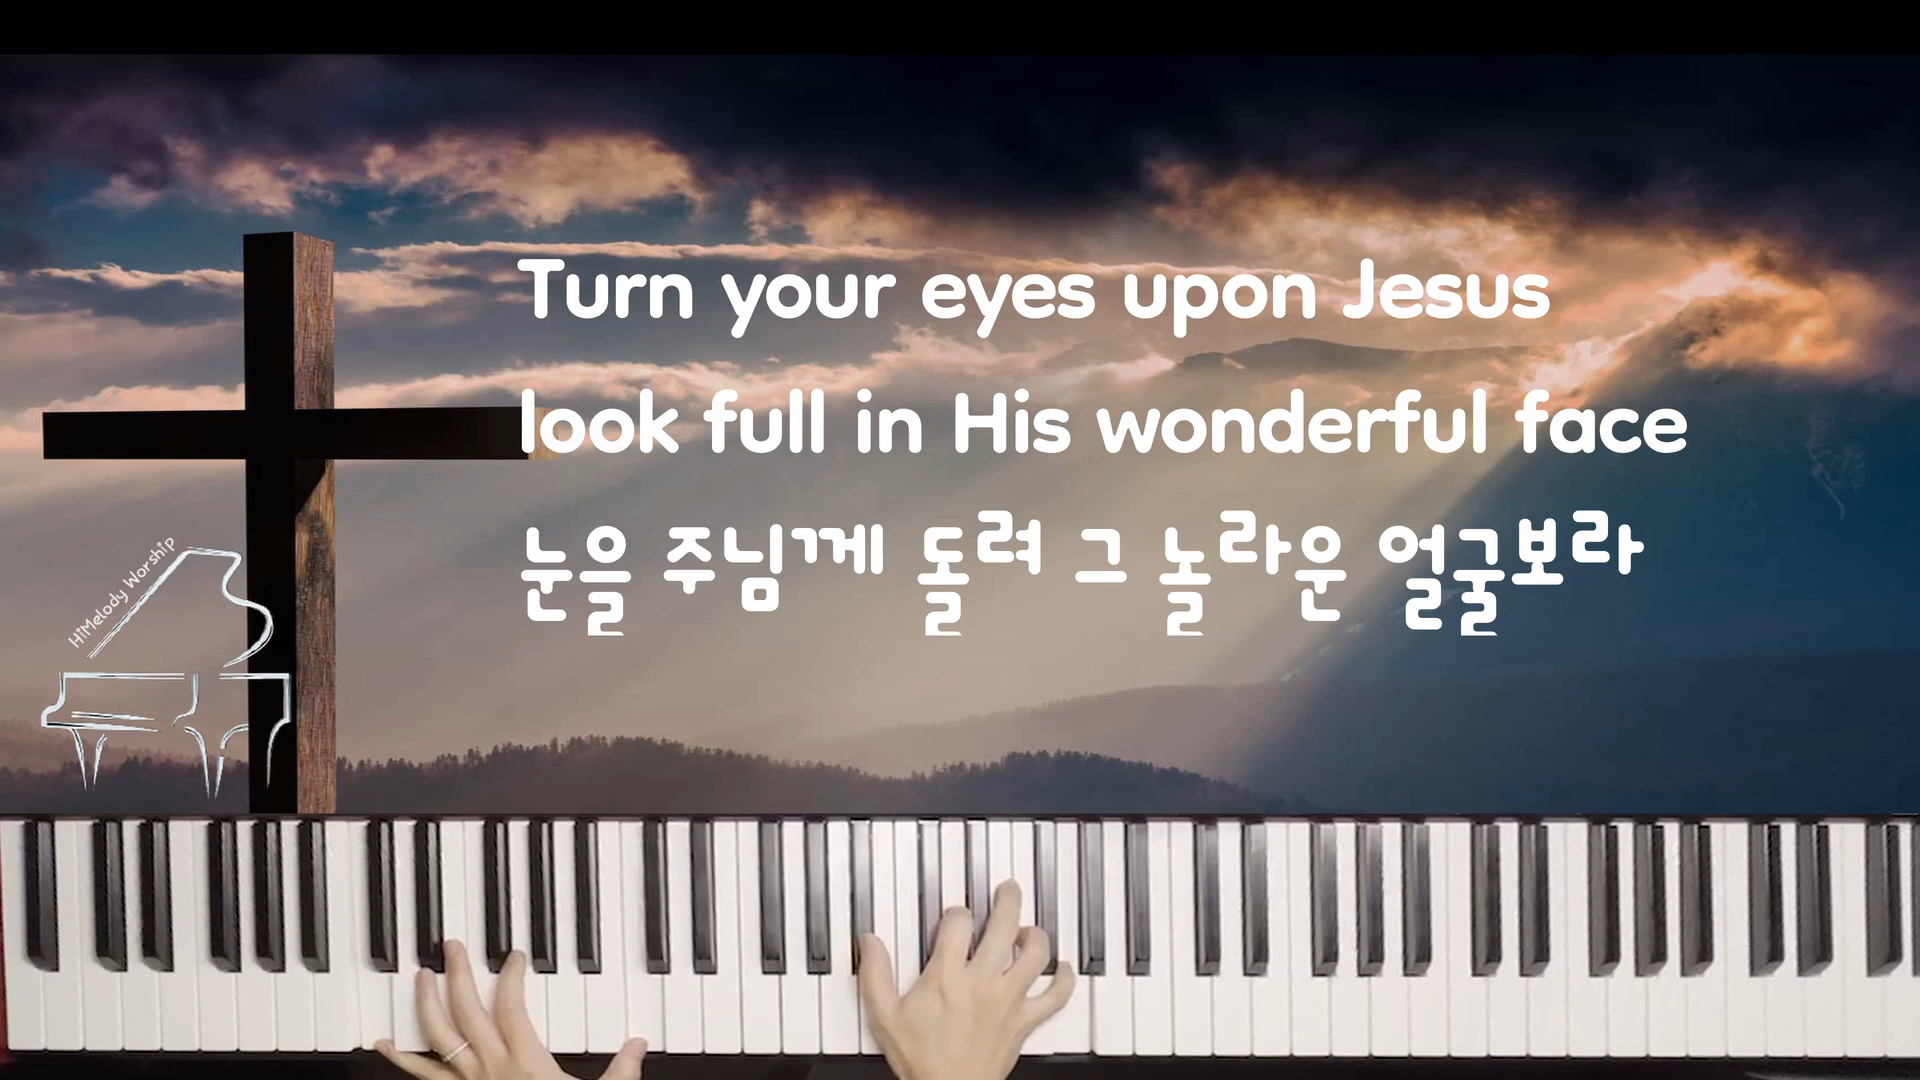 Turn your eyes upon Jesus
look full in His wonderful face
눈을 주님께 돌려 그 놀라운 얼굴보라
HiMelody Worship